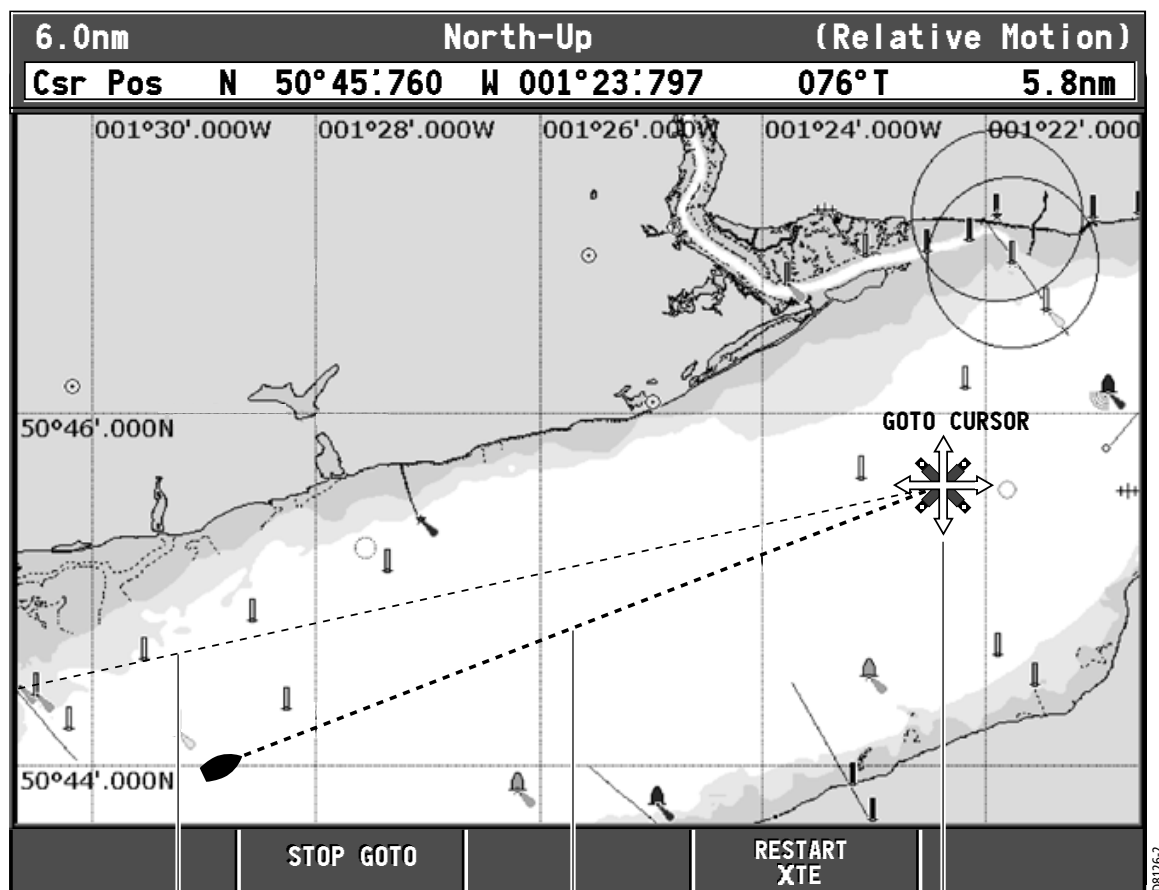 6.0nm North-Up (Relative Motion)
Csr Pos N 50°45'.760 W 001°23'.797 076°T 5.8nm
001°30'.000W 001°28'.000W 001°26'.000W 001°24'.000W 001°22'.000
50°46'.000N
GOTO CURSOR
50°44'.000N
STOP GOTO
RESTART
XTE
D8126-2